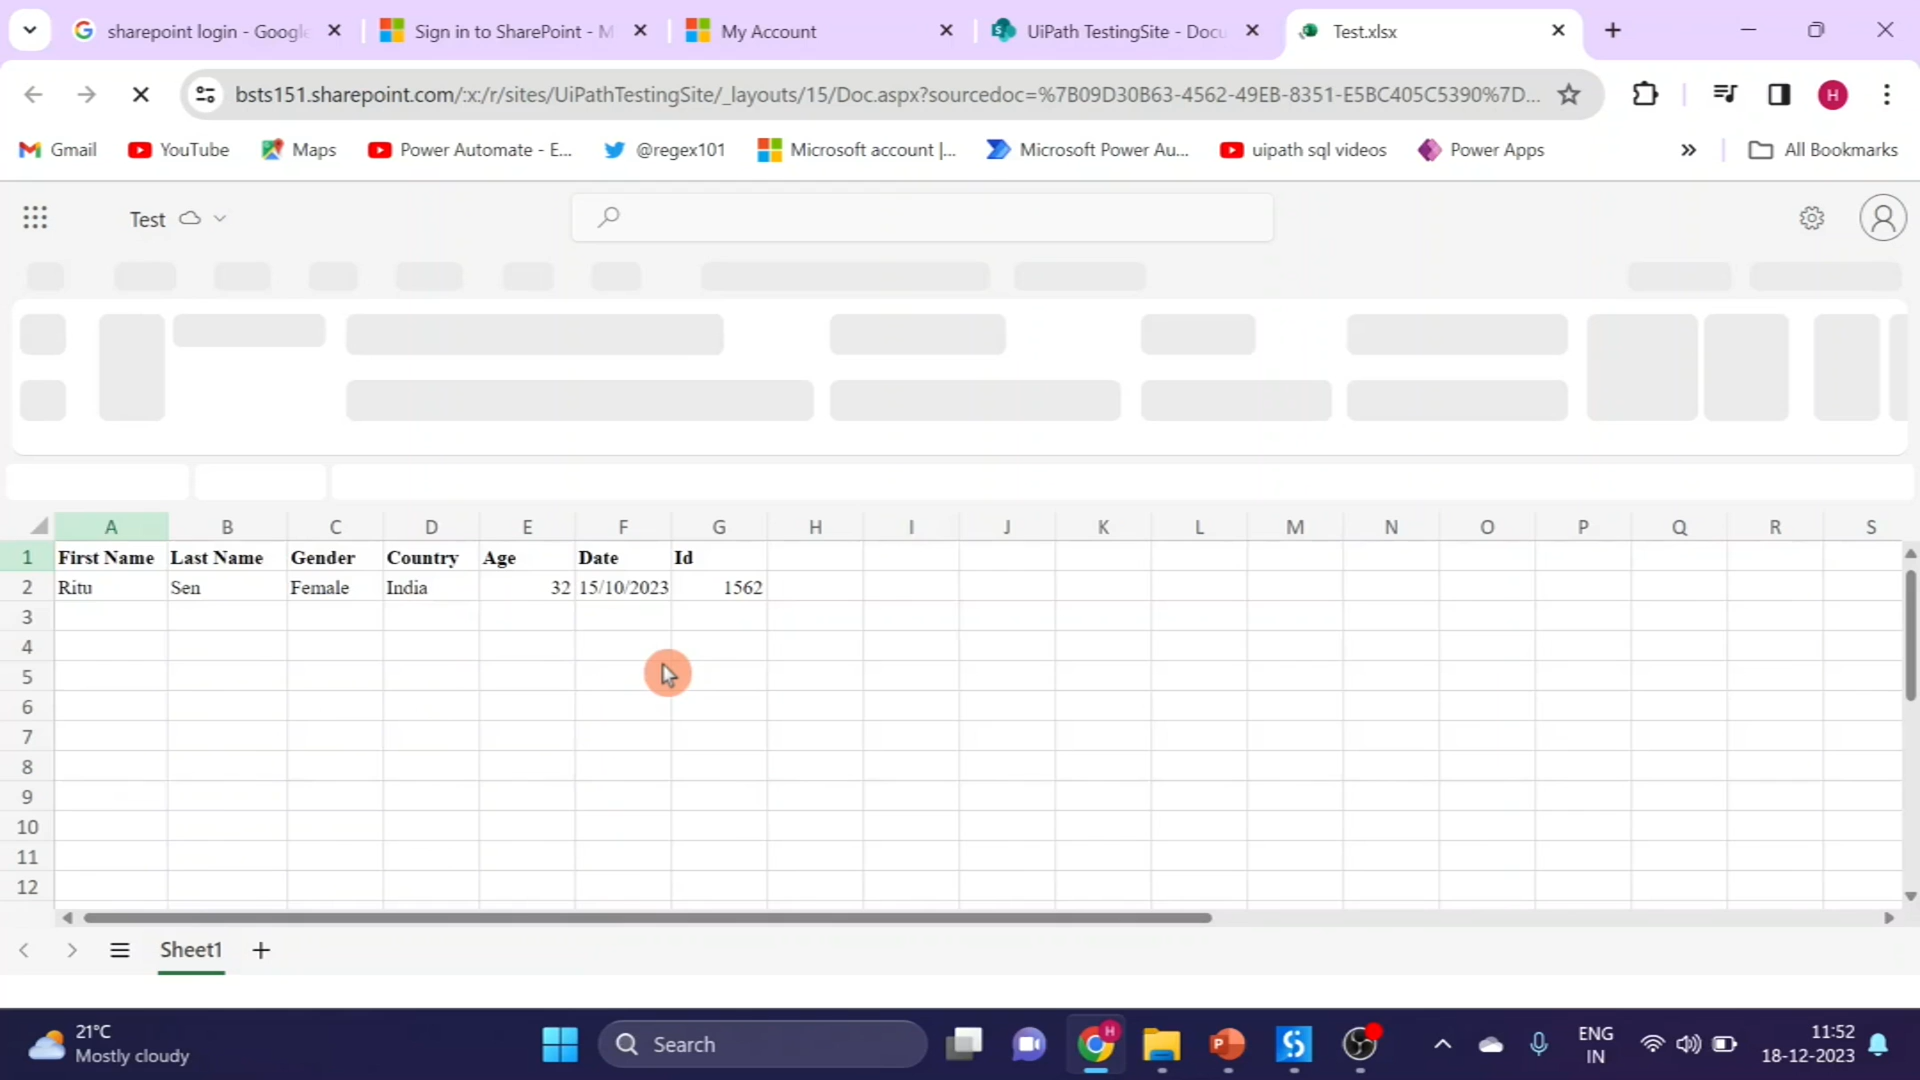 sharepoint login - Google
Sign in to SharePoint - M
My Account
UiPath TestingSite - Docu
Test.xlsx
bsts151.sharepoint.com/:x:/r/sites/UiPathTestingSite/_layouts/15/Doc.aspx?sourcedoc=%7B09D30B63-4562-49EB-8351-E5BC405C5390%7D...
H
Gmail
YouTube
Maps
Power Automate - E...
@regex101
Microsoft account |...
Microsoft Power Au...
uipath sql videos
Power Apps
All Bookmarks
Test
A B C D E F G H I J K L M N O P Q R S
1 First Name Last Name Gender Country Age Date Id
2 Ritu Sen Female India 32 15/10/2023 1562
3
4
5
6
7
8
9
10
11
12
Sheet1
21°C
Mostly cloudy
Search
H
P
ENG
IN
11:52
18-12-2023